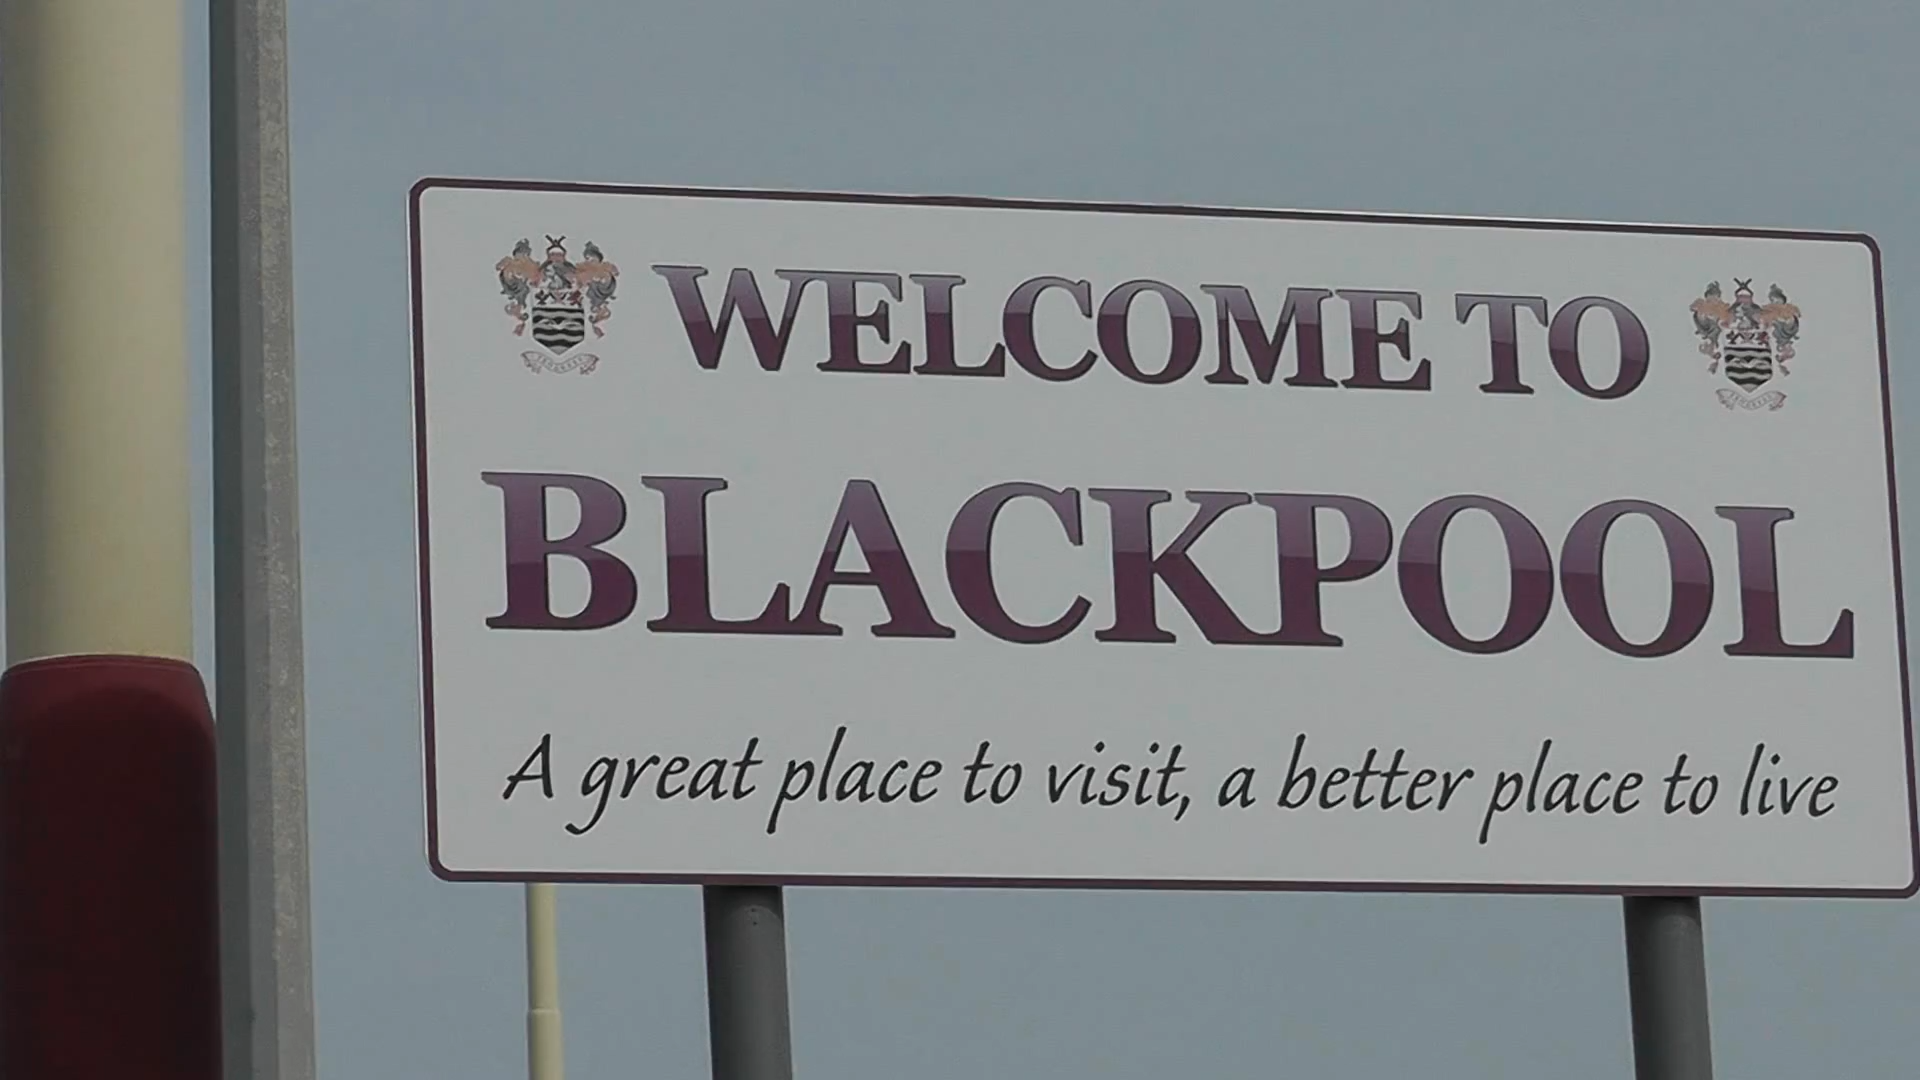 WELCOME TO
BLACKPOOL
A great place to visit, a better place to live